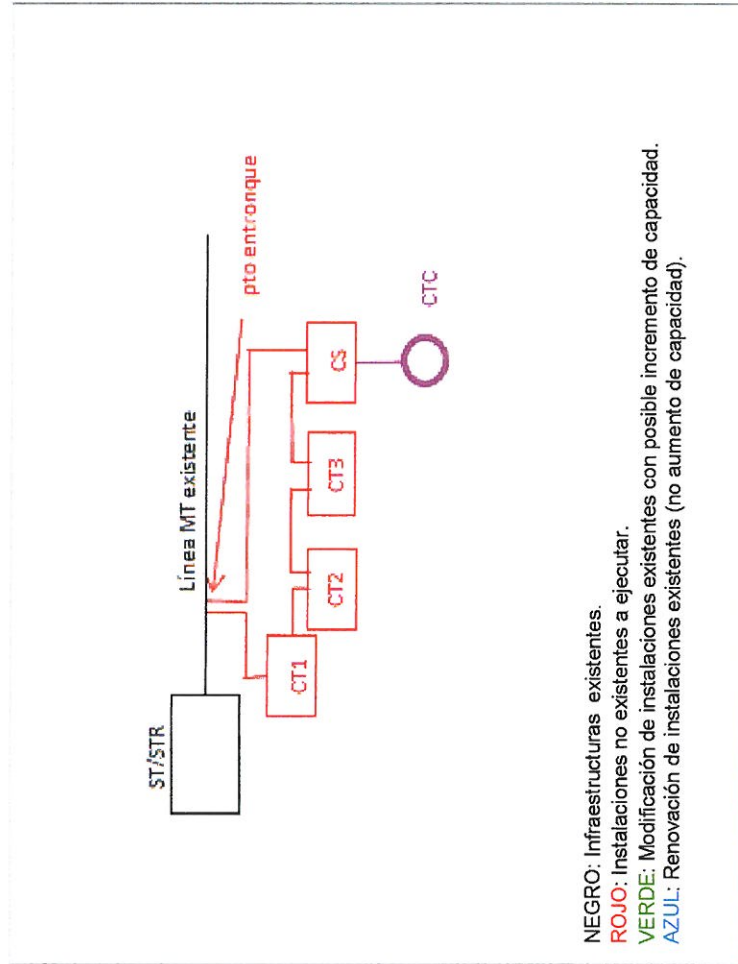 ST/STR
Línea MT existente
pto entronque
CT1
CT2
CT3
CS
CTC
NEGRO: Infraestructuras existentes.
ROJO: Instalaciones no existentes a ejecutar.
VERDE: Modificación de instalaciones existentes con posible incremento de capacidad.
AZUL: Renovación de instalaciones existentes (no aumento de capacidad).